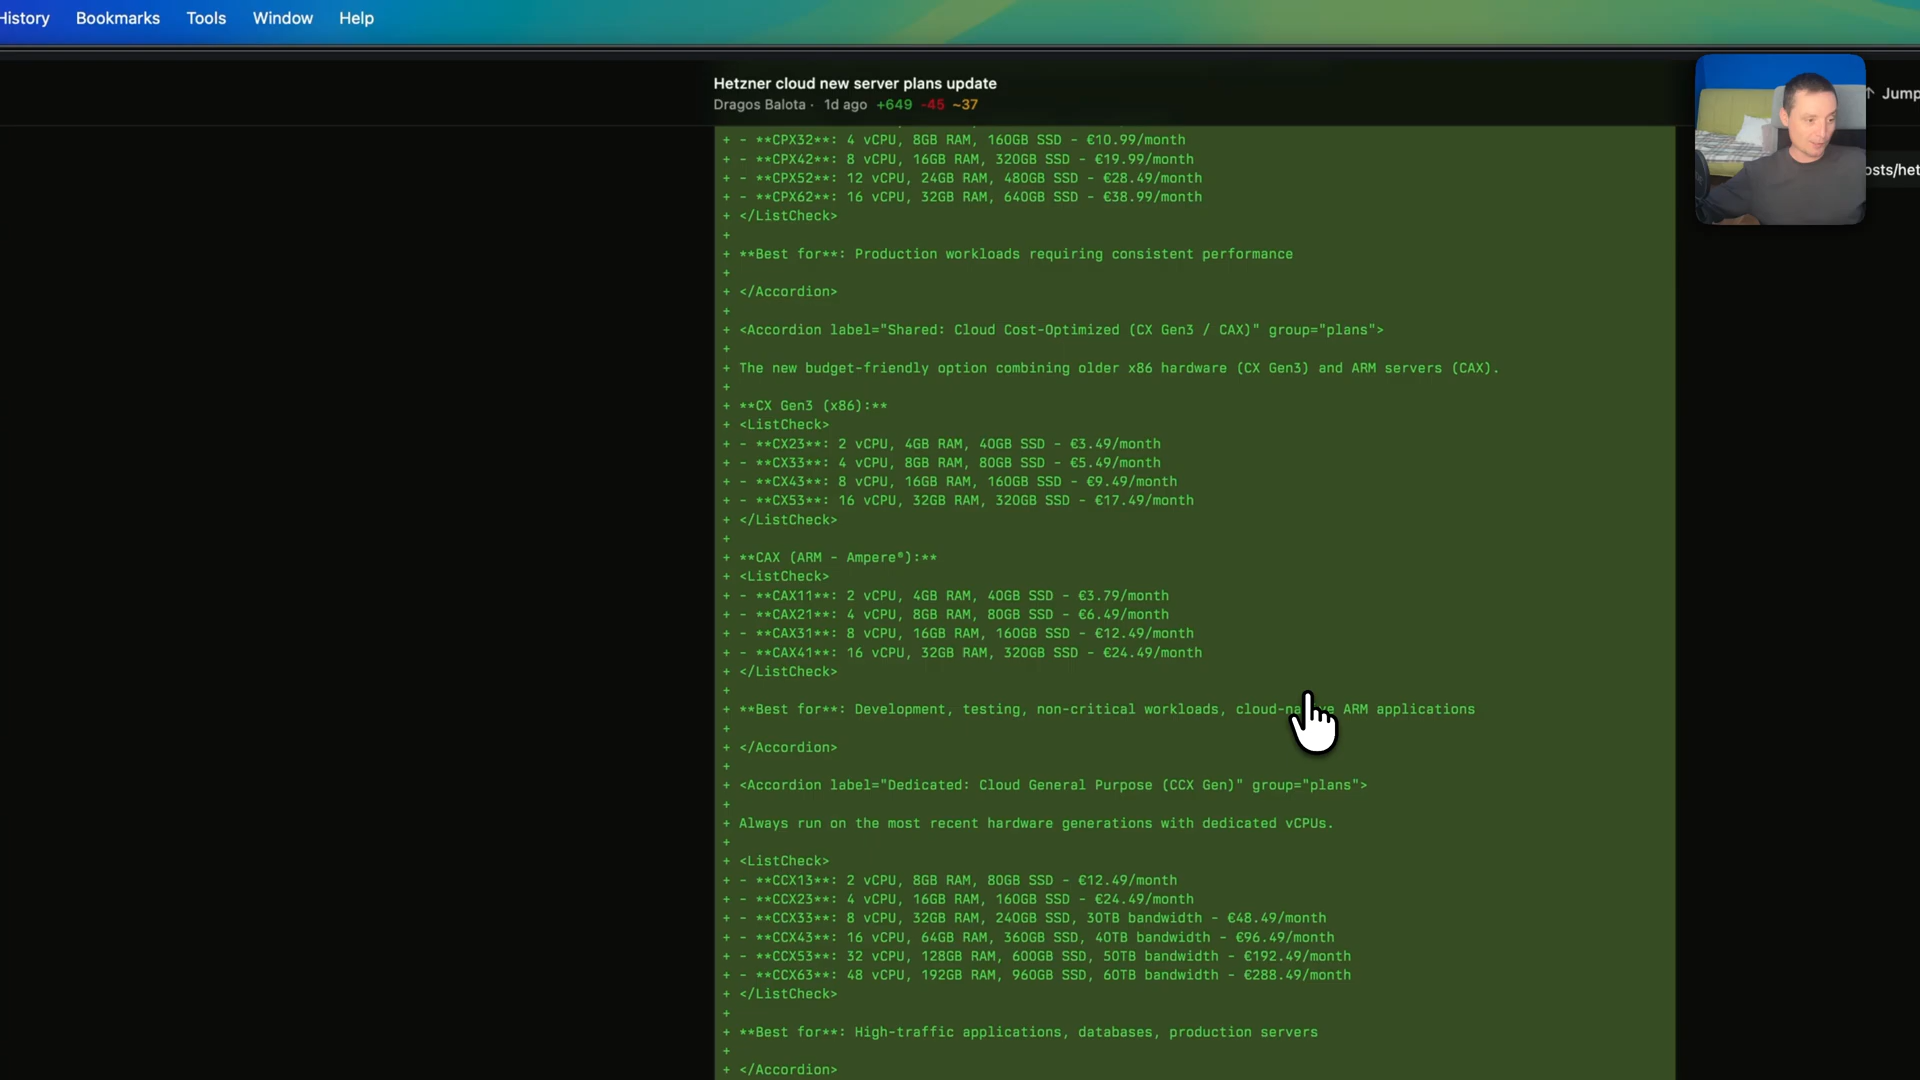 History Bookmarks Tools Window Help
Hetzner cloud new server plans update
Dragos Balota · 1d ago +649 -45 ~37
↑ Jump
osts/het
+ - **CPX32**: 4 vCPU, 8GB RAM, 160GB SSD - €10.99/month
+ - **CPX42**: 8 vCPU, 16GB RAM, 320GB SSD - €19.99/month
+ - **CPX52**: 12 vCPU, 24GB RAM, 480GB SSD - €28.49/month
+ - **CPX62**: 16 vCPU, 32GB RAM, 640GB SSD - €38.99/month
+ </ListCheck>
+
+ **Best for**: Production workloads requiring consistent performance
+
+ </Accordion>
+
+ <Accordion label="Shared: Cloud Cost-Optimized (CX Gen3 / CAX)" group="plans">
+
+ The new budget-friendly option combining older x86 hardware (CX Gen3) and ARM servers (CAX).
+
+ **CX Gen3 (x86):**
+ <ListCheck>
+ - **CX23**: 2 vCPU, 4GB RAM, 40GB SSD - €3.49/month
+ - **CX33**: 4 vCPU, 8GB RAM, 80GB SSD - €5.49/month
+ - **CX43**: 8 vCPU, 16GB RAM, 160GB SSD - €9.49/month
+ - **CX53**: 16 vCPU, 32GB RAM, 320GB SSD - €17.49/month
+ </ListCheck>
+
+ **CAX (ARM - Ampere®):**
+ <ListCheck>
+ - **CAX11**: 2 vCPU, 4GB RAM, 40GB SSD - €3.79/month
+ - **CAX21**: 4 vCPU, 8GB RAM, 80GB SSD - €6.49/month
+ - **CAX31**: 8 vCPU, 16GB RAM, 160GB SSD - €12.49/month
+ - **CAX41**: 16 vCPU, 32GB RAM, 320GB SSD - €24.49/month
+ </ListCheck>
+
+ **Best for**: Development, testing, non-critical workloads, ARM applications
+
+ </Accordion>
+
+ <Accordion label="Dedicated: Cloud General Purpose (CCX Gen)" group="plans">
+
+ Always run on the most recent hardware generations with dedicated vCPUs.
+
+ <ListCheck>
+ - **CCX13**: 2 vCPU, 8GB RAM, 80GB SSD - €12.49/month
+ - **CCX23**: 4 vCPU, 16GB RAM, 160GB SSD - €24.49/month
+ - **CCX33**: 8 vCPU, 32GB RAM, 240GB SSD, 30TB bandwidth - €48.49/month
+ - **CCX43**: 16 vCPU, 64GB RAM, 360GB SSD, 40TB bandwidth - €96.49/month
+ - **CCX53**: 32 vCPU, 128GB RAM, 600GB SSD, 50TB bandwidth - €192.49/month
+ - **CCX63**: 48 vCPU, 192GB RAM, 960GB SSD, 60TB bandwidth - €288.49/month
+ </ListCheck>
+
+ **Best for**: High-traffic applications, databases, production servers
+
+ </Accordion>